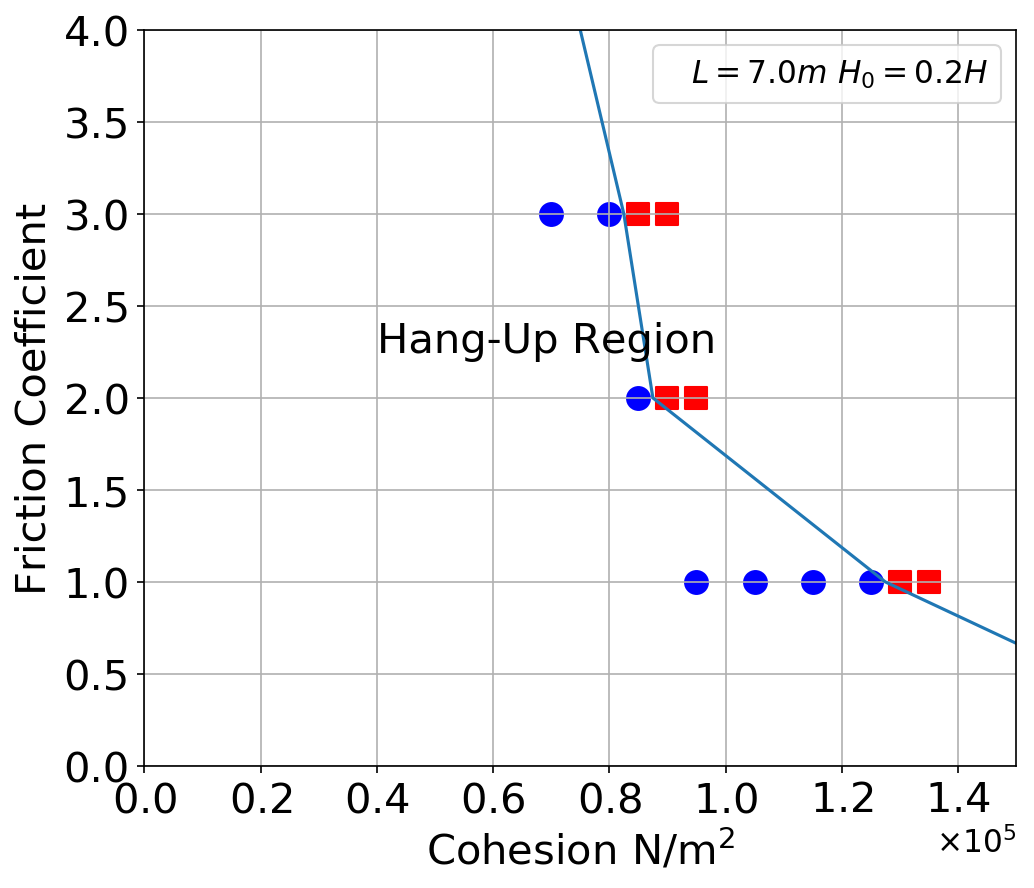 4.0
L = 7.0m H₀ = 0.2H
3.5
3.0
2.5
Hang-Up Region
2.0
1.5
1.0
0.5
0.0
Friction Coefficient
0.0 0.2 0.4 0.6 0.8 1.0 1.2 1.4
×10⁵
Cohesion N/m²